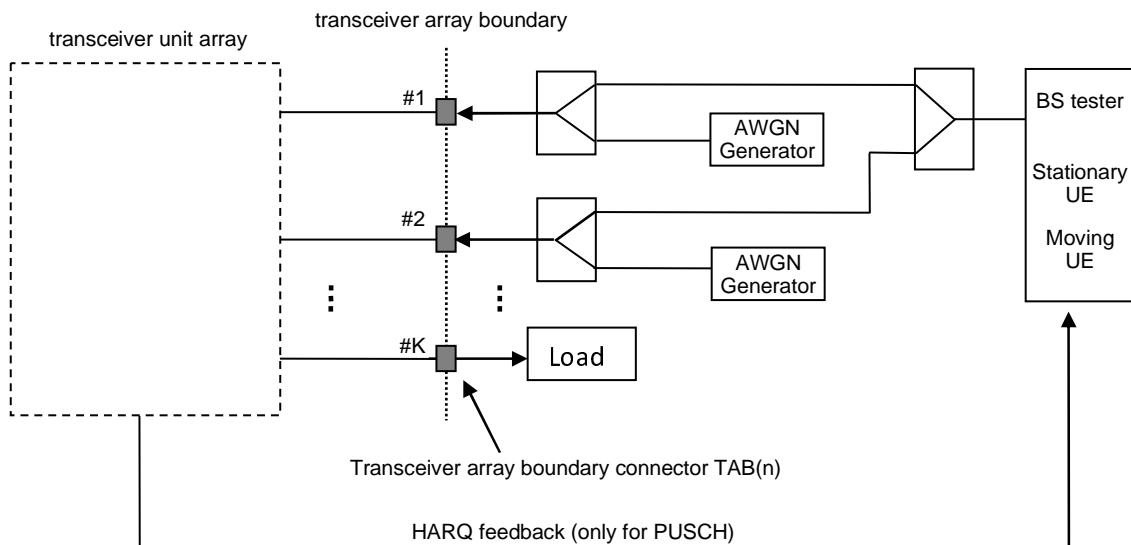 transceiver array boundary
transceiver unit array
#1
AWGN
Generator
BS tester
Stationary
UE
Moving
UE
#2
AWGN
Generator
#K
Load
Transceiver array boundary connector TAB(n)
HARQ feedback (only for PUSCH)